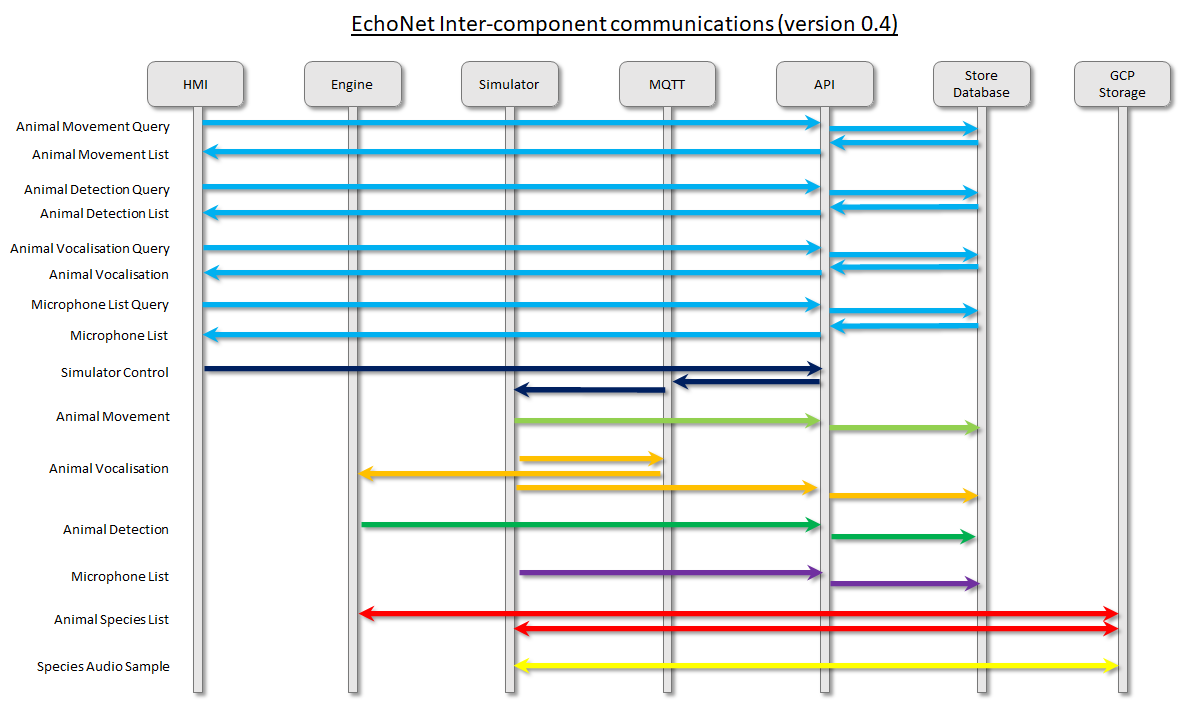 EchoNet Inter-component communications (version 0.4)
HMI
Engine
Simulator
MQTT
API
Store
Database
GCP
Storage
Animal Movement Query
Animal Movement List
Animal Detection Query
Animal Detection List
Animal Vocalisation Query
Animal Vocalisation
Microphone List Query
Microphone List
Simulator Control
Animal Movement
Animal Vocalisation
Animal Detection
Microphone List
Animal Species List
Species Audio Sample